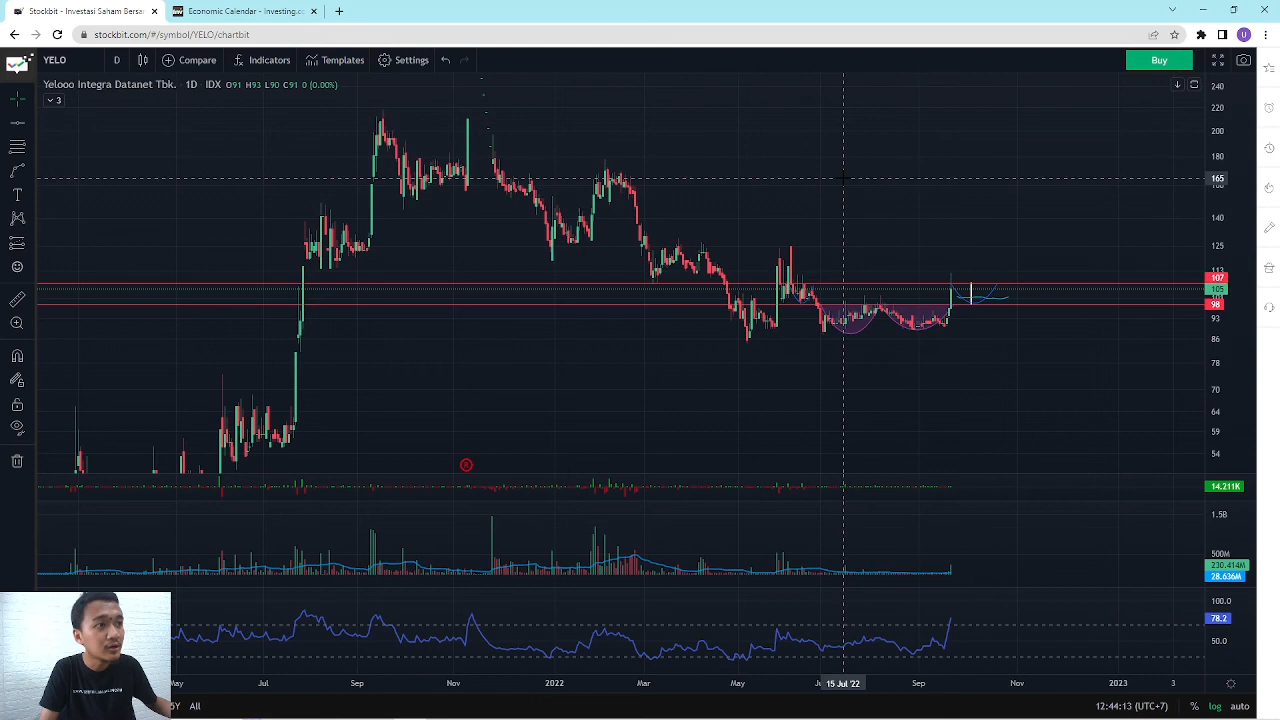 Stockbit - Investasi Saham Bersar
Economic Calendar - Investing.co
stockbit.com/#/symbol/YELO/chartbit
U
YELO
D
Compare
Indicators
Templates
Settings
Buy
Yelooo Integra Datanet Tbk. 1D IDX O91 H93 L90 C91 0 (0.00%)
3
240
220
200
180
165
140
125
113
107
105
98
93
86
78
70
64
59
54
R
14.211K
1.5B
500M
230.414M
28.636M
100.0
78.2
50.0
May
Jul
Sep
Nov
2022
Mar
May
15 Jul '22
Sep
Nov
2023
3
5Y
All
12:44:13 (UTC+7)
%
log
auto